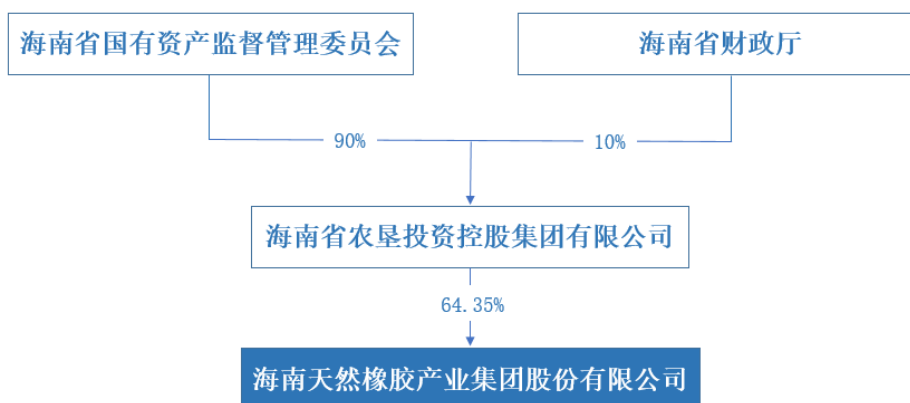 海南省国有资产监督管理委员会
海南省财政厅
90%
10%
海南省农垦投资控股集团有限公司
64.35%
海南天然橡胶产业集团股份有限公司